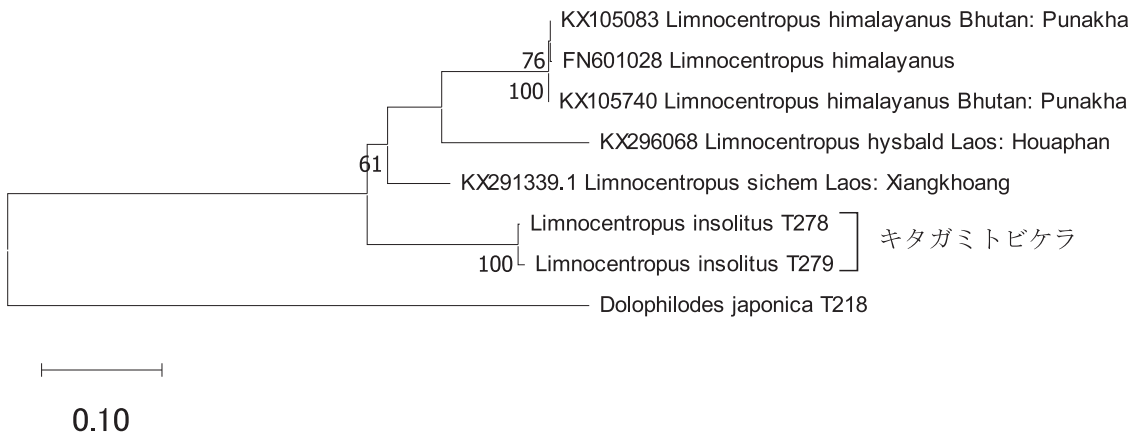 KX105083 Limnocentropus himalayanus Bhutan: Punakha
76
FN601028 Limnocentropus himalayanus
100
KX105740 Limnocentropus himalayanus Bhutan: Punakha
KX296068 Limnocentropus hysbald Laos: Houaphan
61
KX291339.1 Limnocentropus sichem Laos: Xiangkhoang
Limnocentropus insolitus T278
キタガミトビケラ
100
Limnocentropus insolitus T279
Dolophilodes japonica T218
0.10